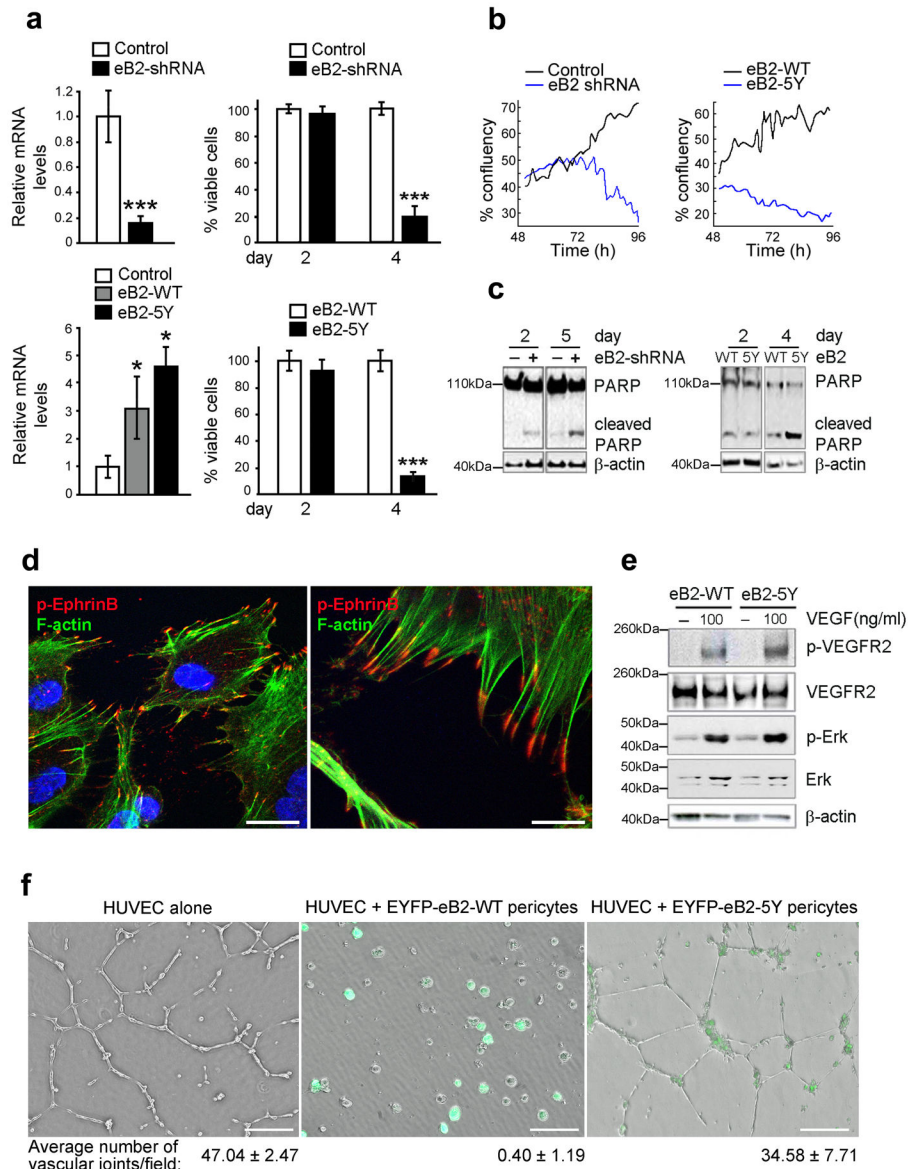 a
Control
eB2-shRNA
Relative mRNA
levels
1.2
1.0
0.8
0.6
0.4
0.2
0
***
Control
eB2-shRNA
% viable cells
120
100
80
60
40
20
0
***
day 2 4
Control
eB2-WT
eB2-5Y
Relative mRNA
levels
6
5
4
3
2
1
0
* *
eB2-WT
eB2-5Y
% viable cells
120
100
80
60
40
20
0
***
day 2 4
b
Control
eB2 shRNA
% confluency
70
60
50
40
30
48 72 96
Time (h)
eB2-WT
eB2-5Y
% confluency
70
60
50
40
30
20
48 72 96
Time (h)
c
2 5 day
– + – + eB2-shRNA
110kDa PARP
cleaved
PARP
40kDa β-actin
2 4 day
WT 5Y WT 5Y eB2
110kDa PARP
cleaved
PARP
40kDa β-actin
d
p-EphrinB
F-actin
p-EphrinB
F-actin
e
eB2-WT eB2-5Y
– 100 – 100 VEGF(ng/ml)
260kDa
p-VEGFR2
260kDa
VEGFR2
50kDa
40kDa
p-Erk
50kDa
40kDa
Erk
40kDa β-actin
f
HUVEC alone
HUVEC + EYFP-eB2-WT pericytes
HUVEC + EYFP-eB2-5Y pericytes
Average number of
vascular joints/field:
47.04 ± 2.47
0.40 ± 1.19
34.58 ± 7.71